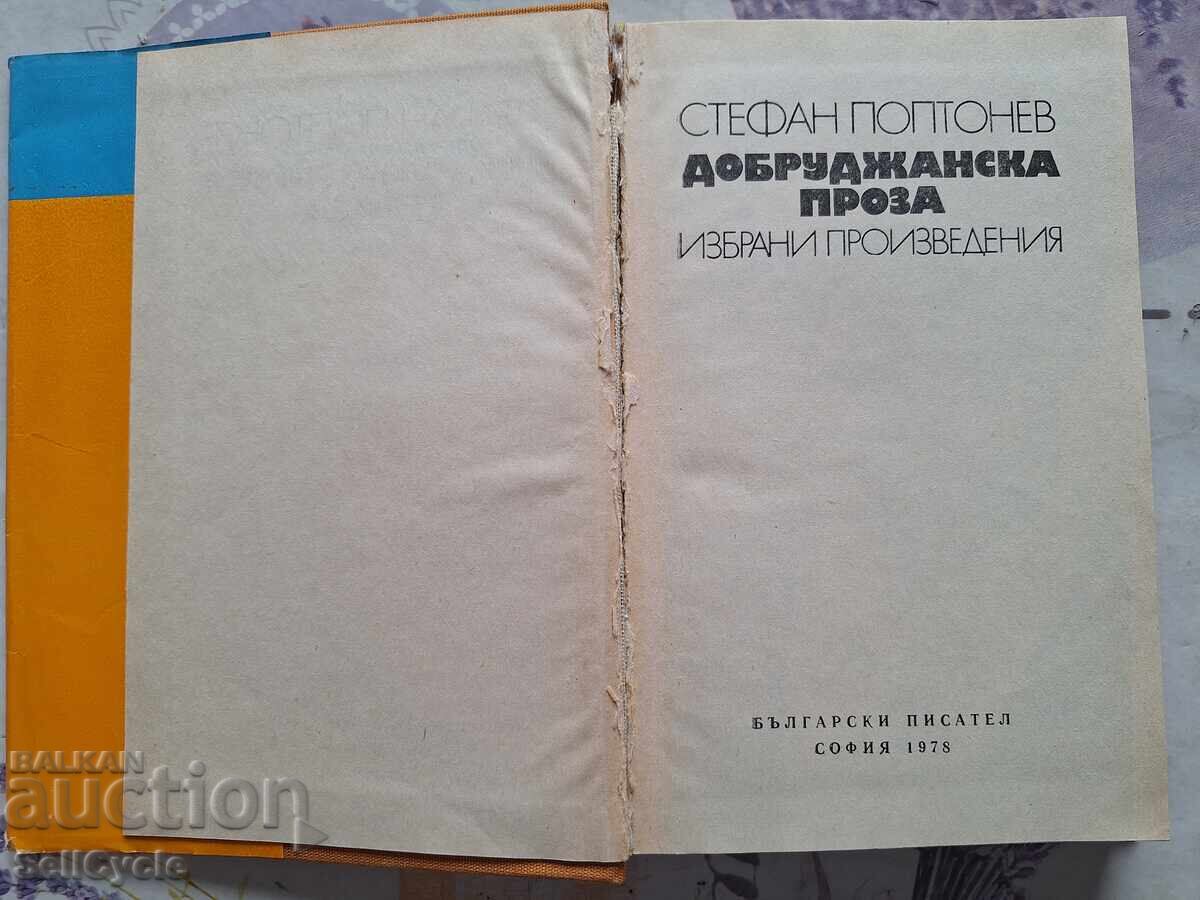 СТЕФАН ПОПТОНЕВ
ДОБРУДЖАНСКА
ПРОЗА
ИЗБРАНИ ПРОИЗВЕДЕНИЯ
БЪЛГАРСКИ ПИСАТЕЛ
СОФИЯ 1978
BALKAN
auction
SellCycle